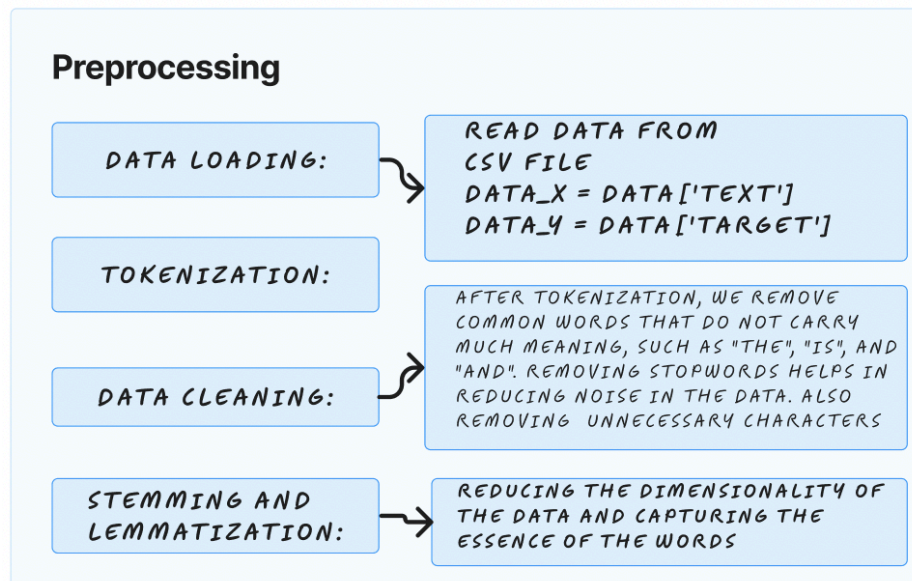 Preprocessing
DATA LOADING:
READ DATA FROM
CSV FILE
DATA_X = DATA['TEXT']
DATA_Y = DATA['TARGET']
TOKENIZATION:
DATA CLEANING:
AFTER TOKENIZATION, WE REMOVE
COMMON WORDS THAT DO NOT CARRY
MUCH MEANING, SUCH AS "THE", "IS", AND
"AND". REMOVING STOPWORDS HELPS IN
REDUCING NOISE IN THE DATA. ALSO
REMOVING UNNECESSARY CHARACTERS
STEMMING AND
LEMMATIZATION:
REDUCING THE DIMENSIONALITY OF
THE DATA AND CAPTURING THE
ESSENCE OF THE WORDS